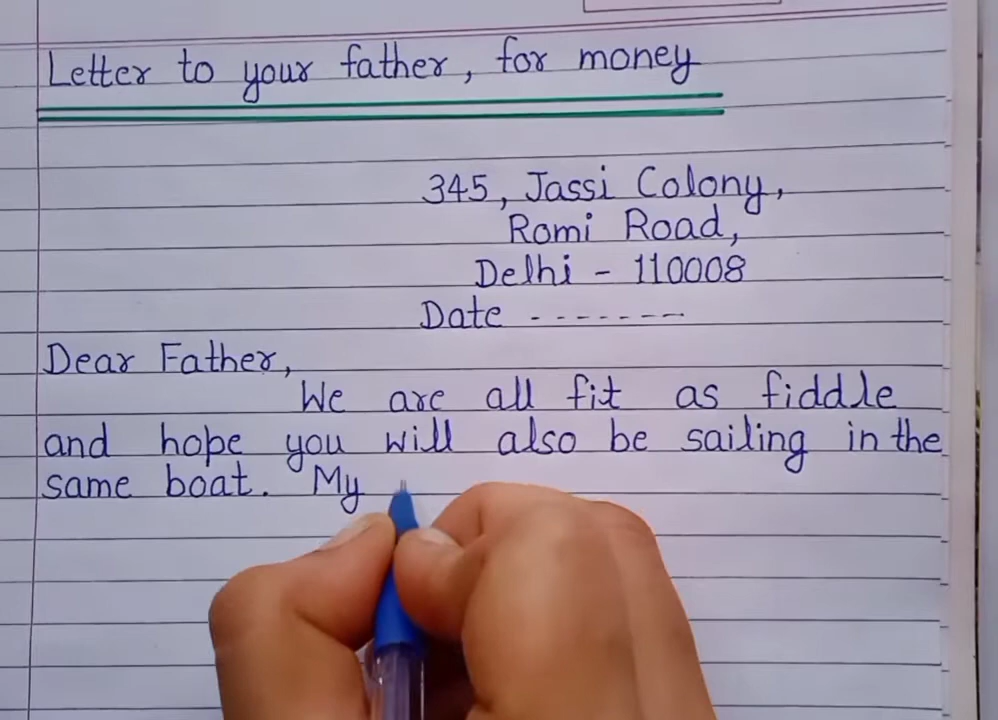 Letter to your father, for money
345, Jassi Colony,
Romi Road,
Delhi - 110008
Date -------
Dear Father,
We are all fit as fiddle
and hope you will also be sailing in the
same boat. My